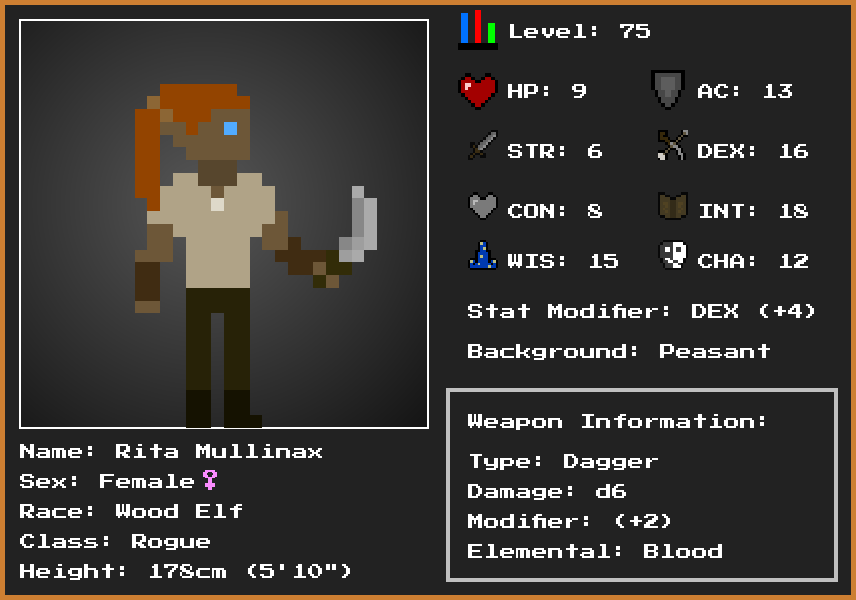 Level: 75
HP: 9 AC: 13
STR: 6 DEX: 16
CON: 8 INT: 18
WIS: 15 CHA: 12
Stat Modifier: DEX (+4)
Background: Peasant
Weapon Information:
Type: Dagger
Damage: d6
Modifier: (+2)
Elemental: Blood
Name: Rita Mullinax
Sex: Female♀
Race: Wood Elf
Class: Rogue
Height: 178cm (5'10")